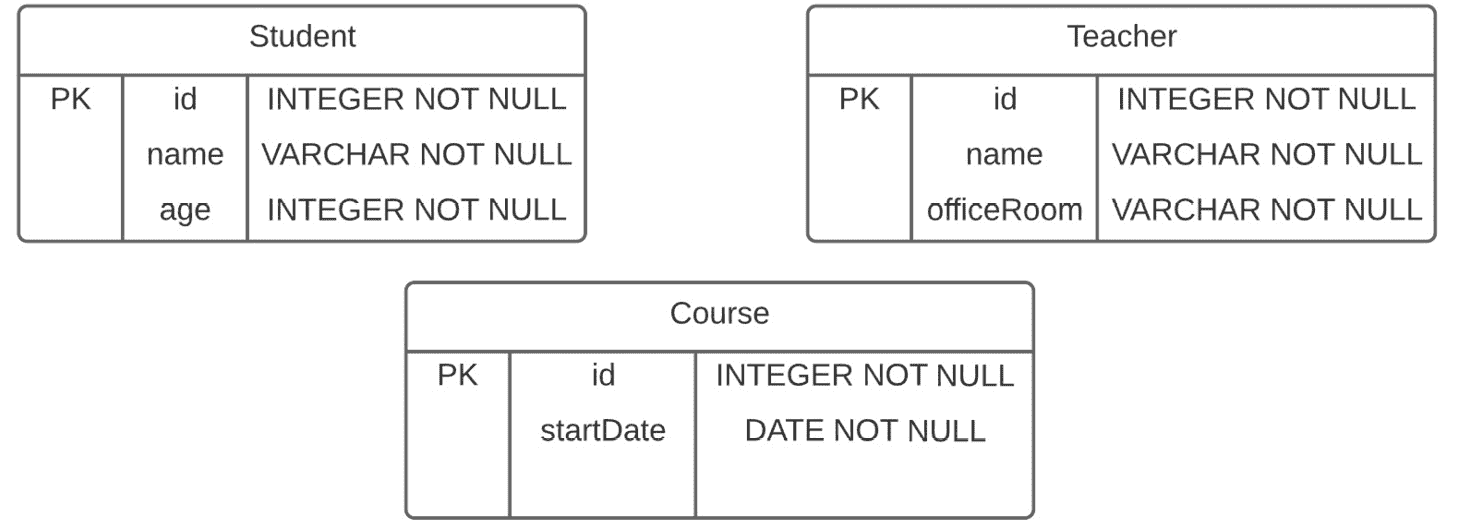 Student
PK id INTEGER NOT NULL
name VARCHAR NOT NULL
age INTEGER NOT NULL
Teacher
PK id INTEGER NOT NULL
name VARCHAR NOT NULL
officeRoom VARCHAR NOT NULL
Course
PK id INTEGER NOT NULL
startDate DATE NOT NULL